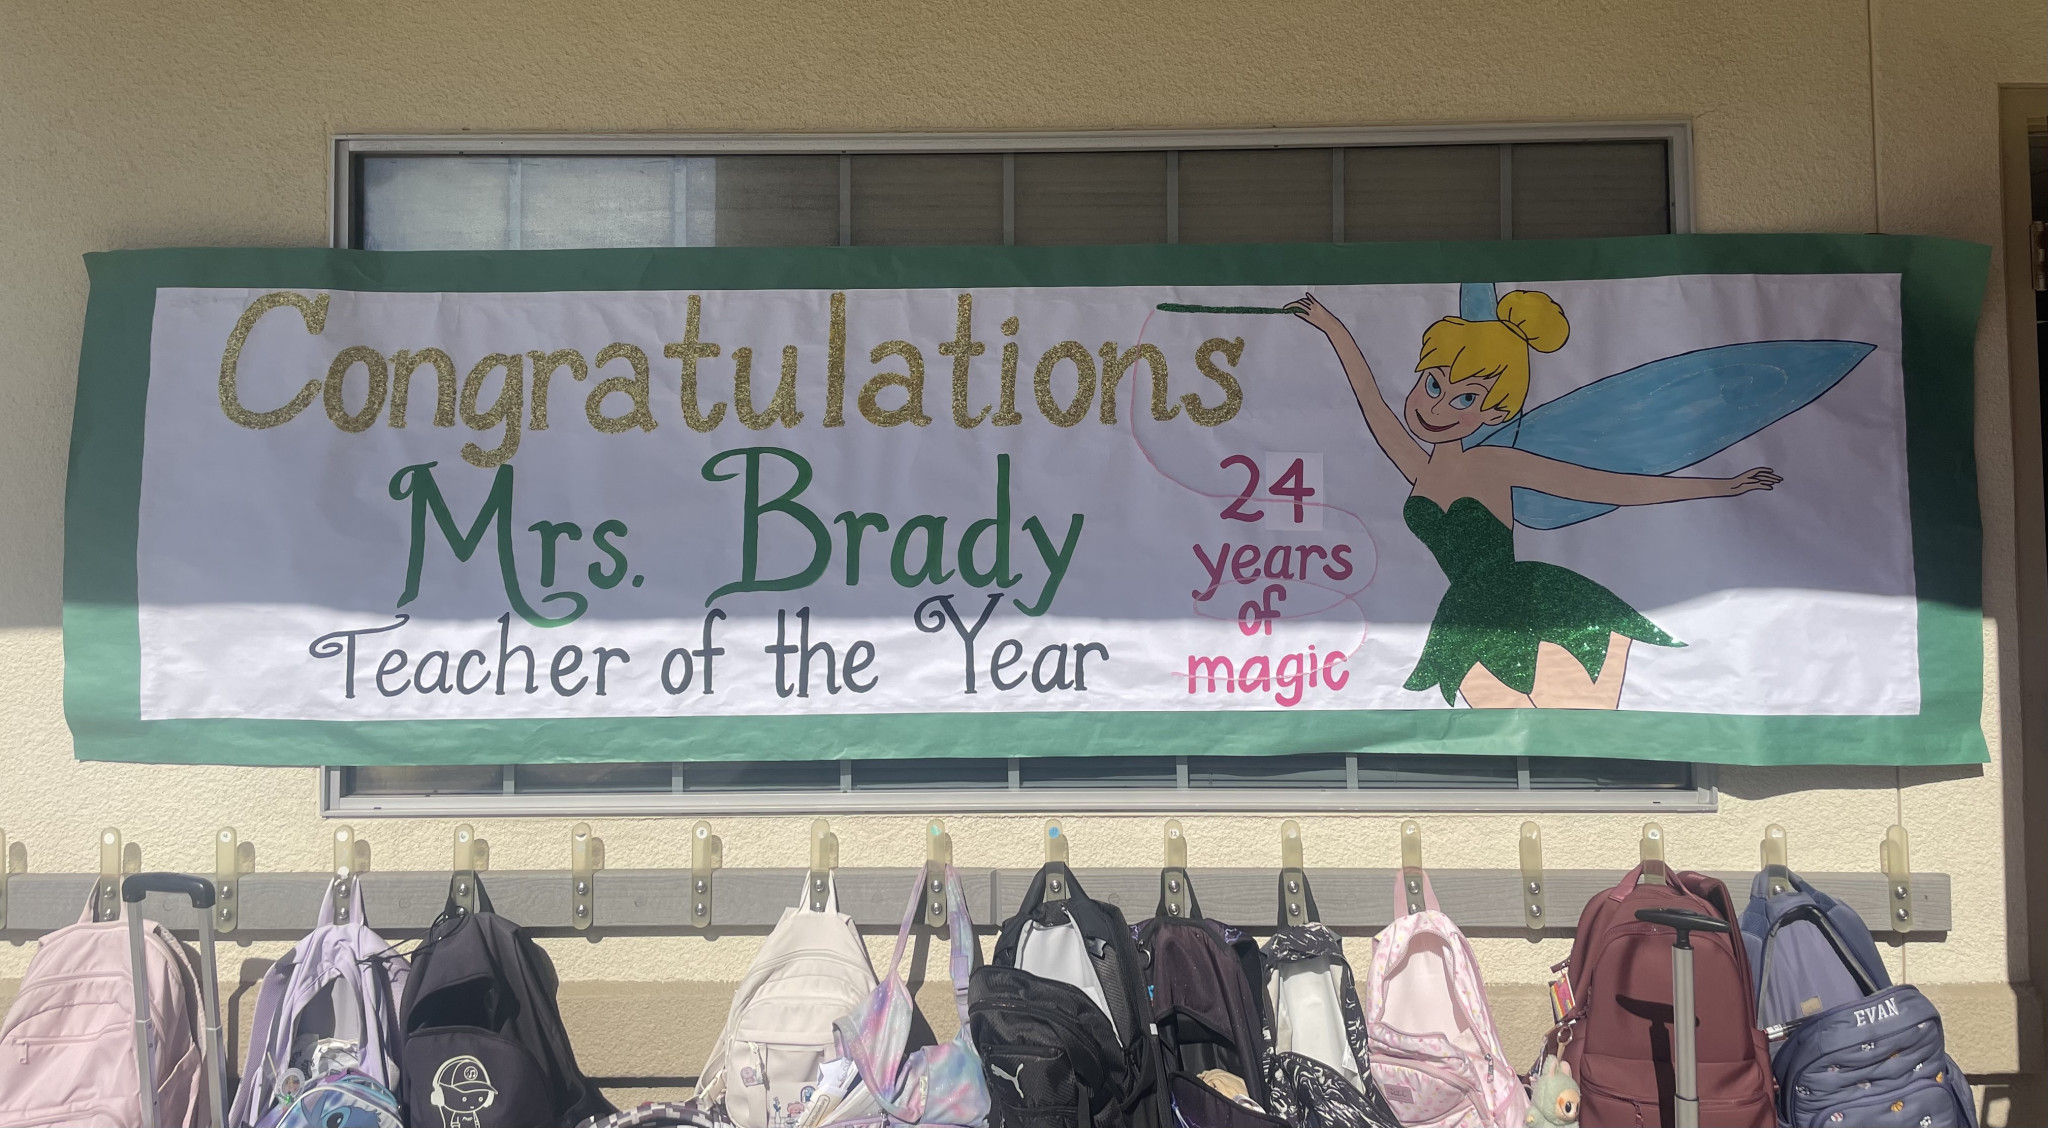 Congratulations
Mrs. Brady
Teacher of the Year
24
years
of
magic
EVAN